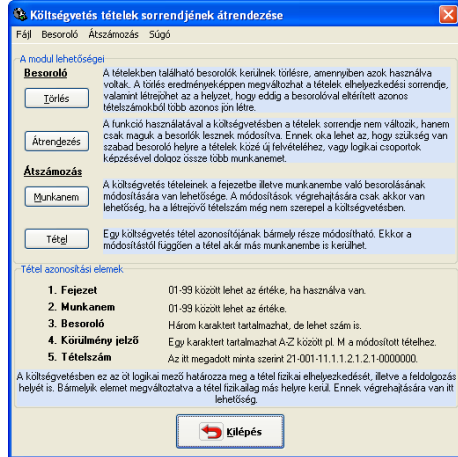 Költségvetés tételek sorrendjének átrendezése
Fájl Besoroló Átszámozás Súgó
A modul lehetőségei
Besoroló
A tételekben található besorolók kerülnek törlésre, amennyiben azok használva
voltak. A törlés eredményeképpen megváltozhat a tételek elhelyezkedési sorrendje,
valamint létrejöhet az a helyzet, hogy eddig a besorolóval eltérített azonos
tételszámokból több azonos jön létre.
Törlés
A funkció használatával a költségvetésben a tételek sorrendje nem változik, hanem
csak maguk a besorolók lesznek módosítva. Ennek oka lehet az, hogy szükség van
szabad besoroló helyre a tételek közé új felvételéhez, vagy logikai csoportok
képzésével dolgoz össze több munkanemet.
Átrendezés
Átszámozás
A költségvetés tételeinek a fejezetbe illetve munkanembe való besorolásának
módosítására van lehetősége. A módosítások végrehajtására csak akkor van
lehetőség, ha a létrejövő tételszám még nem szerepel a költségvetésben.
Munkanem
Egy költségvetés tétel azonosítójának bármely része módosítható. Ekkor a
módosítástól függően a tétel akár más munkanembe is kerülhet.
Tétel
Tétel azonosítási elemek
1. Fejezet 01-99 között lehet az értéke, ha használva van.
2. Munkanem 01-99 között lehet az értéke.
3. Besoroló Három karaktert tartalmazhat, de lehet szám is.
4. Körülmény jelző Egy karaktert tartalmazhat A-Z között pl. M a módosított tételhez.
5. Tételszám Az itt megadott minta szerint 21-001-11.1.1.2.1.2.1-0000000.
A költségvetésben ez az öt logikai mező határozza meg a tétel fizikai elhelyezkedését, illetve a feldolgozás
helyét is. Bármelyik elemet megváltoztatva a tétel fizikailag más helyre kerül. Ennek végrehajtására van itt
lehetőség.
Kilépés